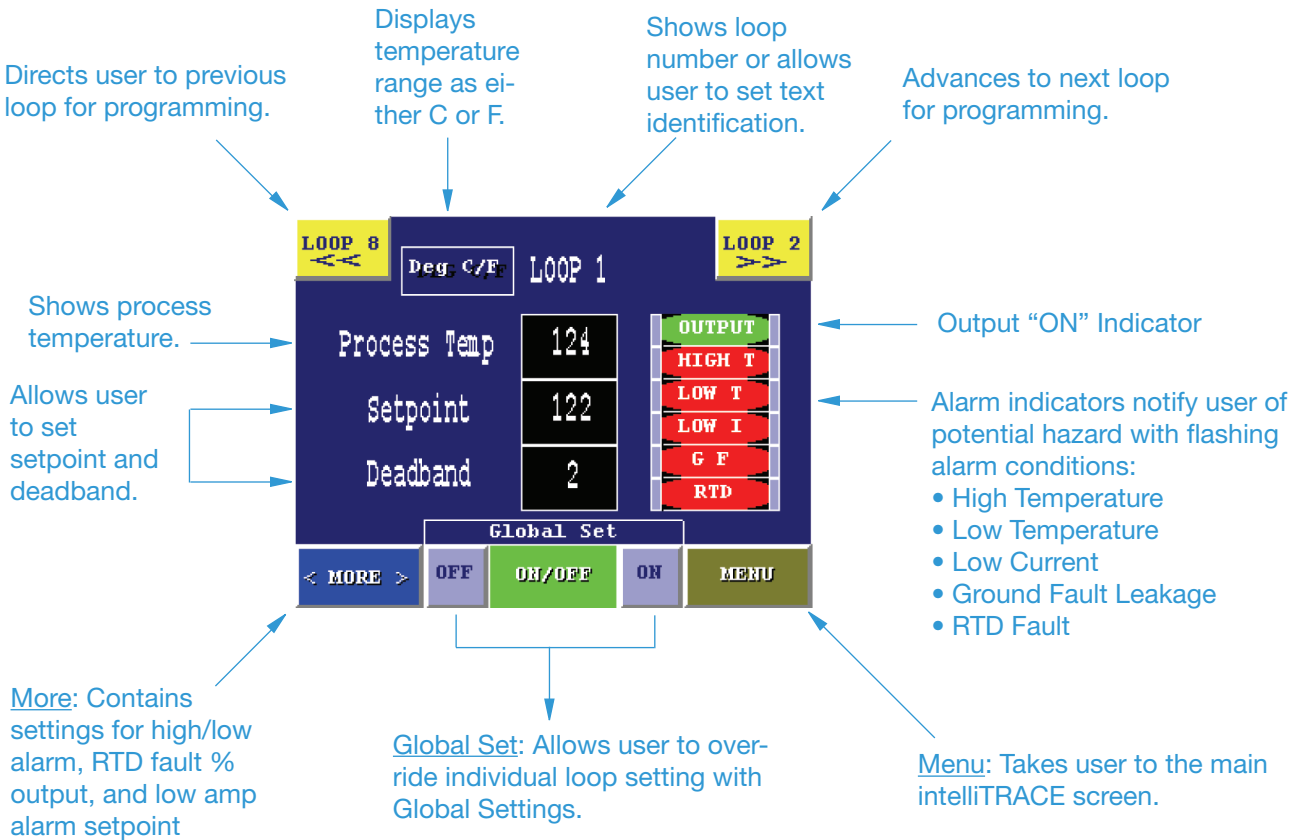 Directs user to previous
loop for programming.
Displays
temperature
range as ei-
ther C or F.
Shows loop
number or allows
user to set text
identification.
Advances to next loop
for programming.
LOOP 8
<<
Deg C/F
LOOP 1
LOOP 2
>>
Shows process
temperature.
Process Temp
124
OUTPUT
HIGH T
Output “ON” Indicator
Allows user
to set
setpoint and
deadband.
Setpoint
122
LOW T
LOW I
Deadband
2
G F
RTD
Alarm indicators notify user of
potential hazard with flashing
alarm conditions:
• High Temperature
• Low Temperature
• Low Current
• Ground Fault Leakage
• RTD Fault
Global Set
< MORE >
OFF
ON/OFF
ON
MENU
More: Contains
settings for high/low
alarm, RTD fault %
output, and low amp
alarm setpoint
Global Set: Allows user to over-
ride individual loop setting with
Global Settings.
Menu: Takes user to the main
intelliTRACE screen.